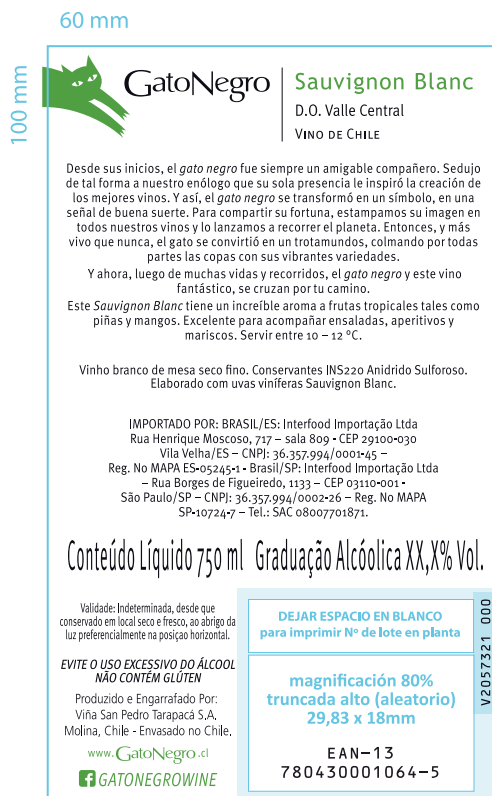 60 mm
100 mm
GatoNegro
Sauvignon Blanc
D.O. Valle Central
VINO DE CHILE
Desde sus inicios, el gato negro fue siempre un amigable compañero. Sedujo
de tal forma a nuestro enólogo que su sola presencia le inspiró la creación de
los mejores vinos. Y así, el gato negro se transformó en un símbolo, en una
señal de buena suerte. Para compartir su fortuna, estampamos su imagen en
todos nuestros vinos y lo lanzamos a recorrer el planeta. Entonces, y más
vivo que nunca, el gato se convirtió en un trotamundos, colmando por todas
partes las copas con sus vibrantes variedades.
Y ahora, luego de muchas vidas y recorridos, el gato negro y este vino
fantástico, se cruzan por tu camino.
Este Sauvignon Blanc tiene un increíble aroma a frutas tropicales tales como
piñas y mangos. Excelente para acompañar ensaladas, aperitivos y
mariscos. Servir entre 10 – 12 °C.
Vinho branco de mesa seco fino. Conservantes INS220 Anidrido Sulforoso.
Elaborado com uvas viníferas Sauvignon Blanc.
IMPORTADO POR: BRASIL/ES: Interfood Importação Ltda
Rua Henrique Moscoso, 717 – sala 809 - CEP 29100-030
Vila Velha/ES – CNPJ: 36.357.994/0001-45 –
Reg. No MAPA ES-05245-1 - Brasil/SP: Interfood Importação Ltda
– Rua Borges de Figueiredo, 1133 – CEP 03110-001 -
São Paulo/SP – CNPJ: 36.357.994/0002-26 – Reg. No MAPA
SP-10724-7 – Tel.: SAC 08007701871.
Conteúdo Líquido 750 ml Graduação Alcóolica XX,X% Vol.
Validade: Indeterminada, desde que
conservado em local seco e fresco, ao abrigo da
luz preferencialmente na posiçao horizontal.
EVITE O USO EXCESSIVO DO ÁLCOOL
NÃO CONTÉM GLÚTEN
Produzido e Engarrafado Por:
Viña San Pedro Tarapacá S.A.
Molina, Chile - Envasado no Chile.
www.GatoNegro.cl
f GATONEGROWINE
DEJAR ESPACIO EN BLANCO
para imprimir Nº de lote en planta
magnificación 80%
truncada alto (aleatorio)
29,83 x 18mm
EAN-13
780430001064-5
V2057321 000